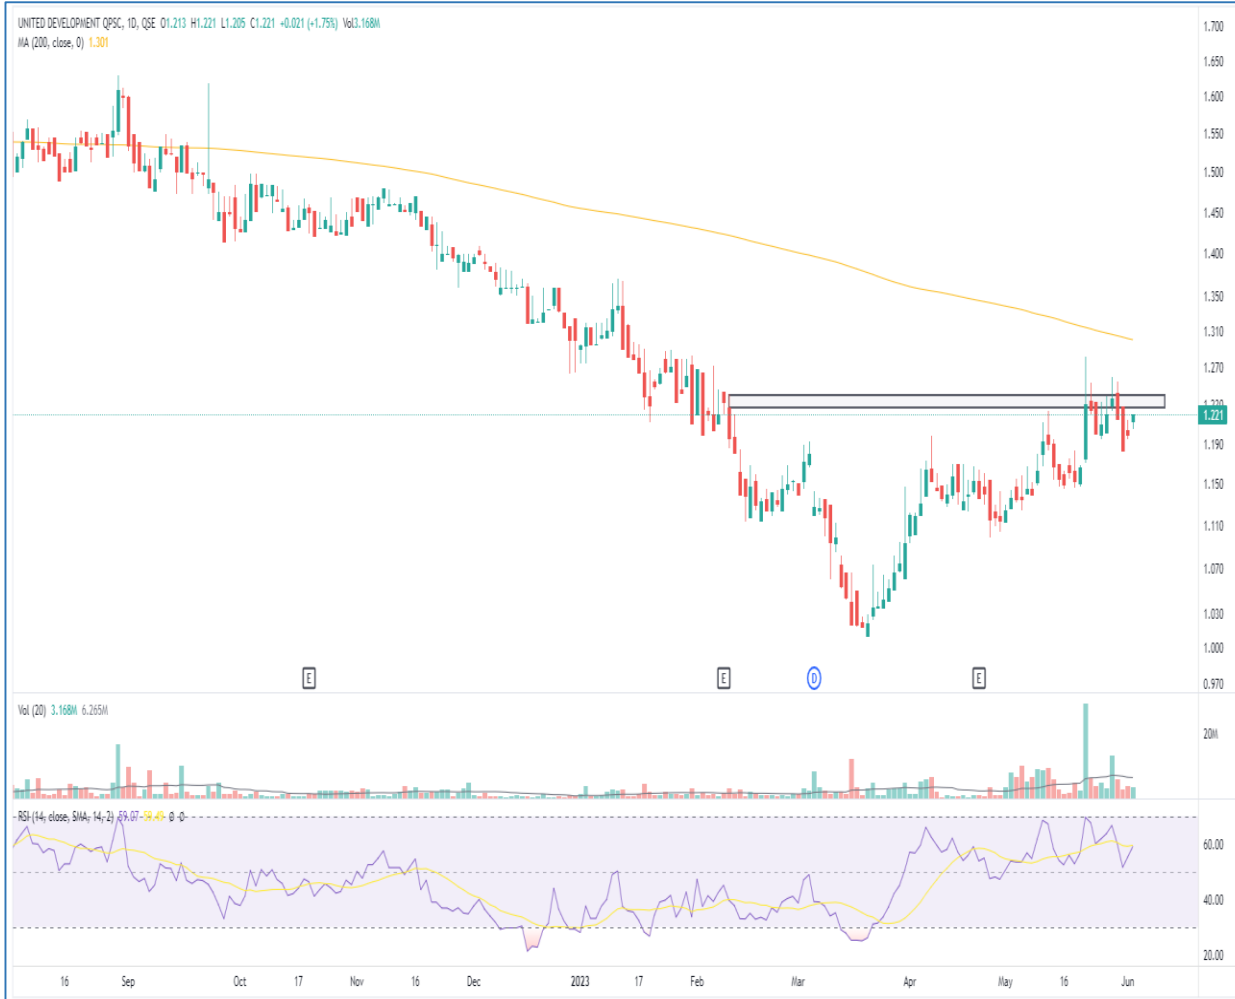 UNITED DEVELOPMENT QPSC, 1D, QSE O1.213 H1.221 L1.205 C1.221 +0.021 (+1.75%) Vol3.168M
MA (200, close, 0) 1.301
1.700
1.650
1.600
1.550
1.500
1.450
1.400
1.350
1.310
1.270
1.230
1.221
1.190
1.150
1.110
1.070
1.030
1.000
0.970
E
E
D
E
Vol (20) 3.168M 6.265M
20M
RSI (14, close, SMA, 14, 2) 59.07 59.49 Ø Ø
60.00
40.00
20.00
16 Sep Oct 17 Nov 16 Dec 2023 17 Feb Mar Apr May 16 Jun